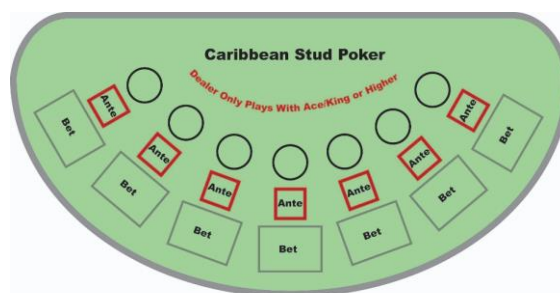 Caribbean Stud Poker
Dealer Only Plays With Ace/King or Higher
Ante
Ante
Ante
Ante
Ante
Ante
Ante
Bet
Bet
Bet
Bet
Bet
Bet
Bet